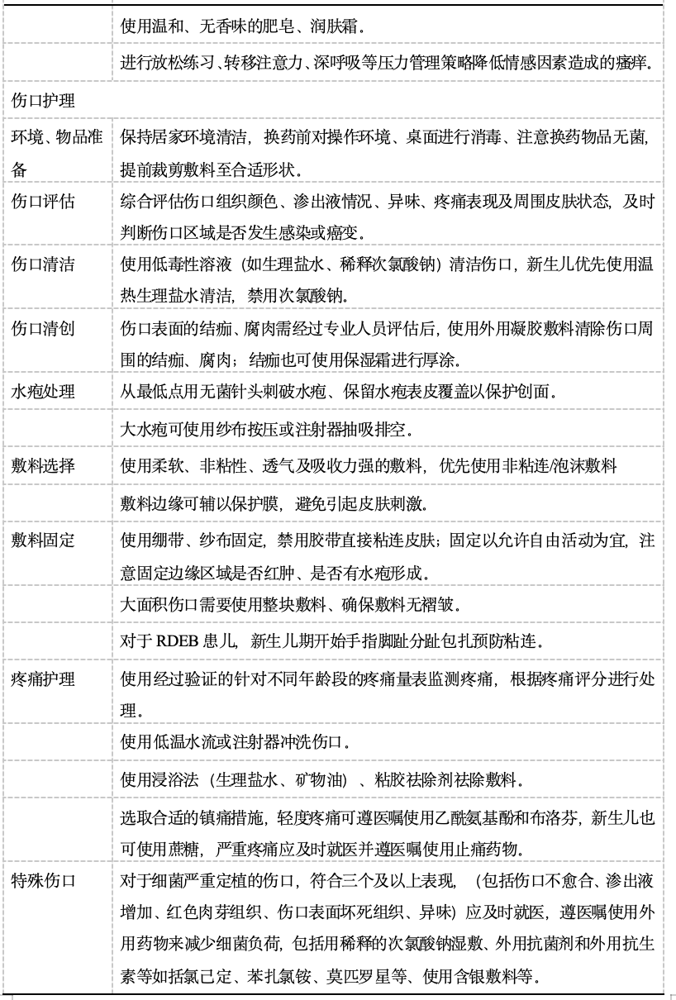 使用温和、无香味的肥皂、润肤霜。
进行放松练习、转移注意力、深呼吸等压力管理策略降低情感因素造成的瘙痒。
伤口护理
环境、物品准备
保持居家环境清洁，换药前对操作环境、桌面进行消毒、注意换药物品无菌，
提前裁剪敷料至合适形状。
伤口评估
综合评估伤口组织颜色、渗出液情况、异味、疼痛表现及周围皮肤状态，及时
判断伤口区域是否发生感染或癌变。
伤口清洁
使用低毒性溶液（如生理盐水、稀释次氯酸钠）清洁伤口，新生儿优先使用温
热生理盐水清洁，禁用次氯酸钠。
伤口清创
伤口表面的结痂、腐肉需经过专业人员评估后，使用外用凝胶敷料清除伤口周
围的结痂、腐肉；结痂也可使用保湿霜进行厚涂。
水疱处理
从最低点用无菌针头刺破水疱、保留水疱表皮覆盖以保护创面。
大水疱可使用纱布按压或注射器抽吸排空。
敷料选择
使用柔软、非粘性、透气及吸收力强的敷料，优先使用非粘连/泡沫敷料
敷料边缘可辅以保护膜，避免引起皮肤刺激。
敷料固定
使用绷带、纱布固定，禁用胶带直接粘连皮肤；固定以允许自由活动为宜，注
意固定边缘区域是否红肿、是否有水疱形成。
大面积伤口需要使用整块敷料、确保敷料无褶皱。
对于 RDEB 患儿，新生儿期开始手指脚趾分趾包扎预防粘连。
疼痛护理
使用经过验证的针对不同年龄段的疼痛量表监测疼痛，根据疼痛评分进行处
理。
使用低温水流或注射器冲洗伤口。
使用浸浴法（生理盐水、矿物油）、粘胶祛除剂祛除敷料。
选取合适的镇痛措施，轻度疼痛可遵医嘱使用乙酰氨基酚和布洛芬，新生儿也
可使用蔗糖，严重疼痛应及时就医并遵医嘱使用止痛药物。
特殊伤口
对于细菌严重定植的伤口，符合三个及以上表现，（包括伤口不愈合、渗出液
增加、红色肉芽组织、伤口表面坏死组织、异味）应及时就医，遵医嘱使用外
用药物来减少细菌负荷，包括用稀释的次氯酸钠湿敷、外用抗菌剂和外用抗生
素等如括氯己定、苯扎氯铵、莫匹罗星等、使用含银敷料等。